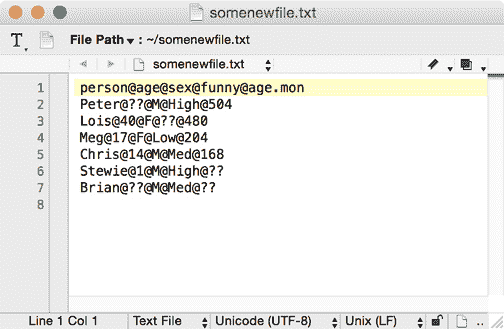 somenewfile.txt
T File Path : ~/somenewfile.txt
somenewfile.txt
1 person@age@sex@funny@age.mon
2 Peter@??@M@High@504
3 Lois@40@F@??@480
4 Meg@17@F@Low@204
5 Chris@14@M@Med@168
6 Stewie@1@M@High@??
7 Brian@??@M@Med@??
8
Line 1 Col 1 Text File Unicode (UTF-8) Unix (LF) ...